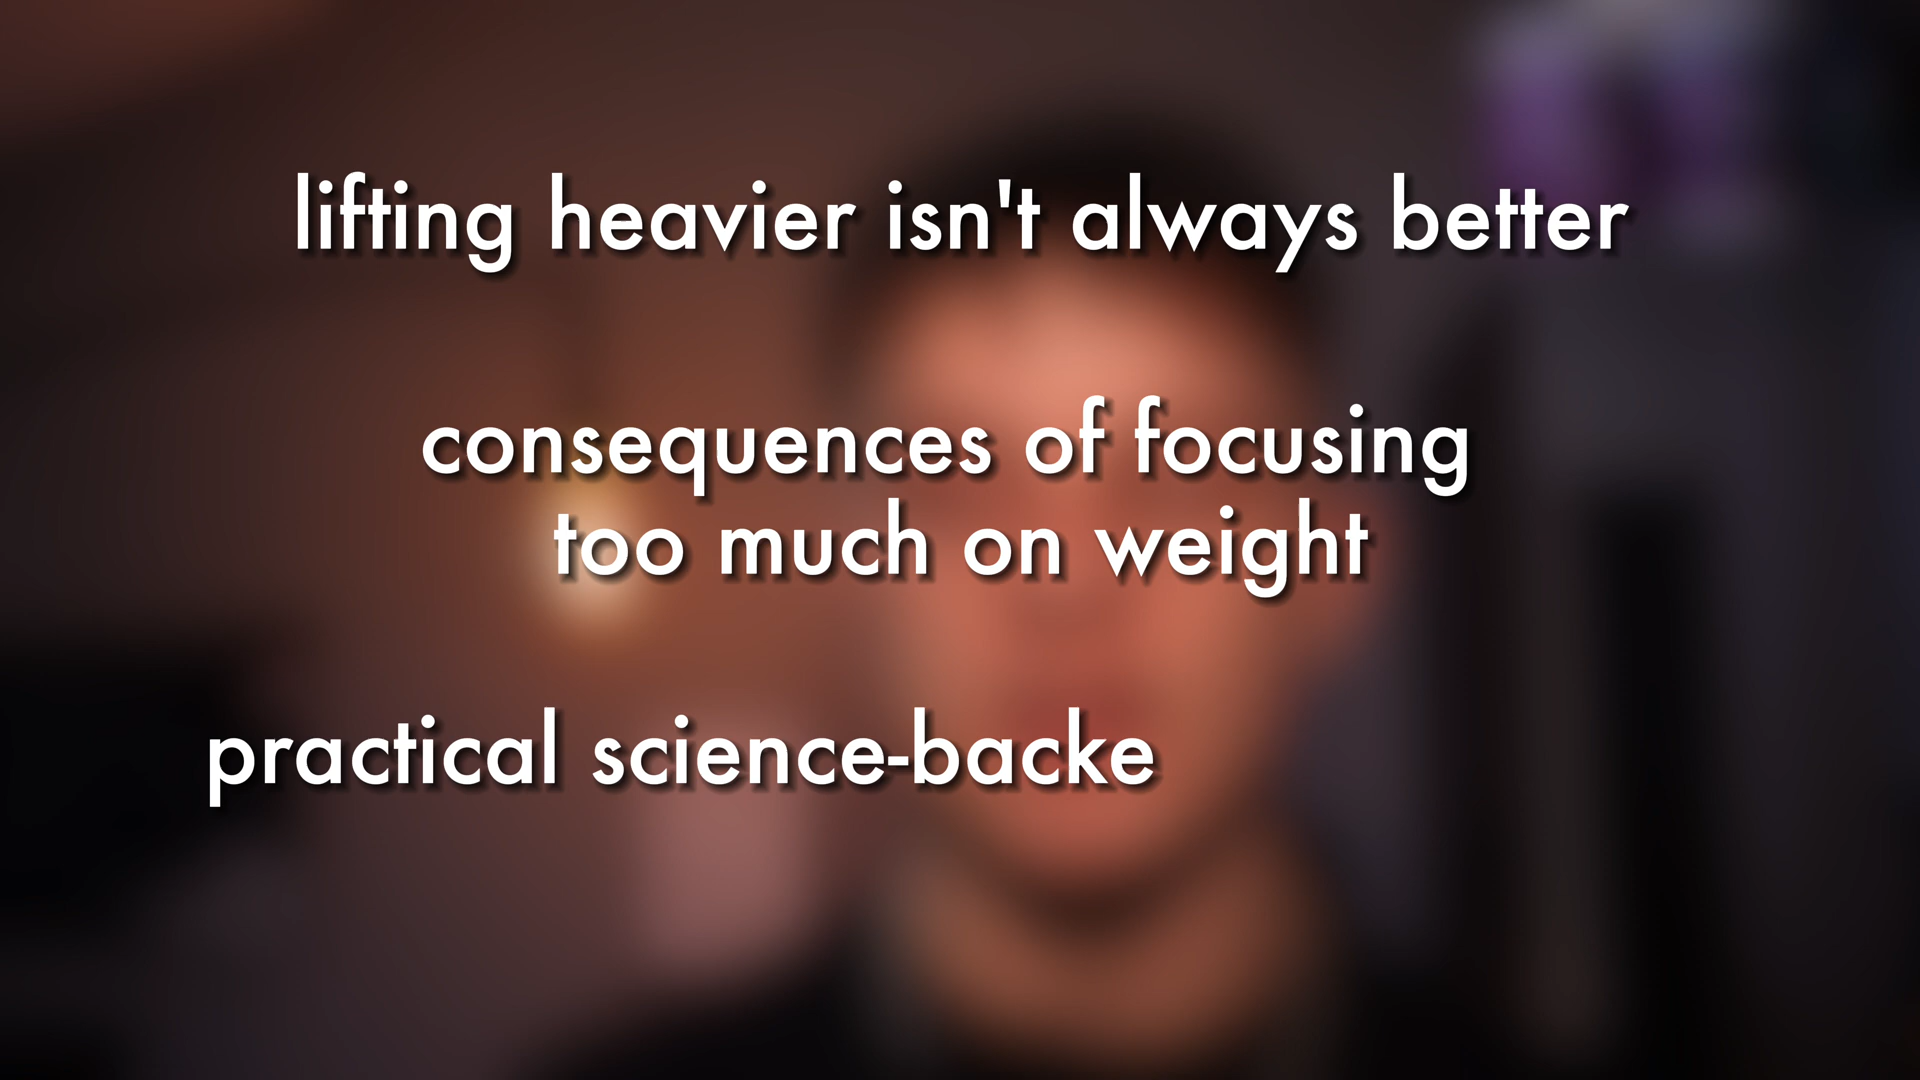 lifting heavier isn't always better
consequences of focusing
too much on weight
practical science-backe